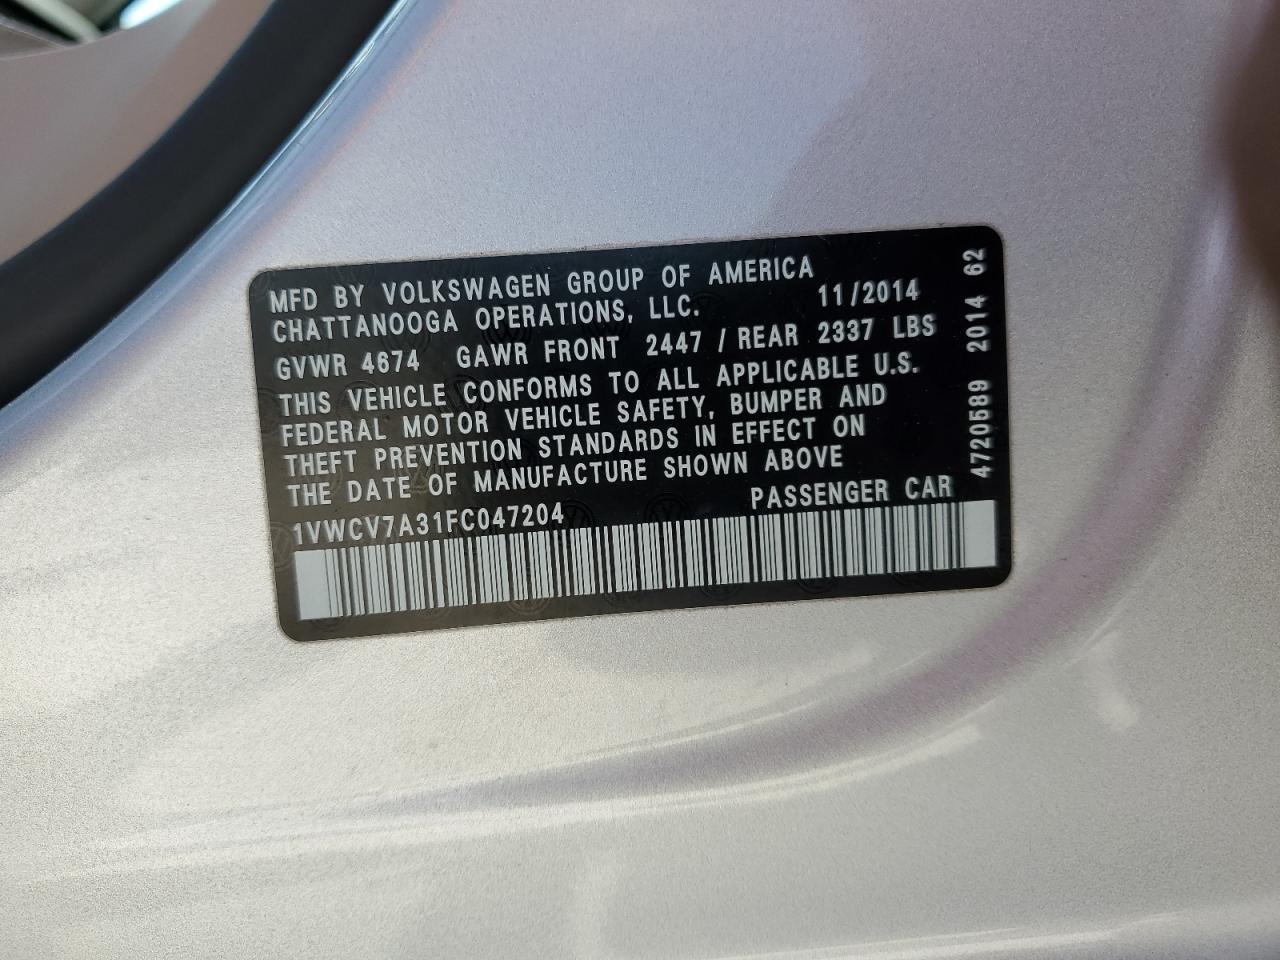 MFD BY VOLKSWAGEN GROUP OF AMERICA
CHATTANOOGA OPERATIONS, LLC. 11/2014
GVWR 4674 GAWR FRONT 2447 / REAR 2337 LBS
THIS VEHICLE CONFORMS TO ALL APPLICABLE U.S.
FEDERAL MOTOR VEHICLE SAFETY, BUMPER AND
THEFT PREVENTION STANDARDS IN EFFECT ON
THE DATE OF MANUFACTURE SHOWN ABOVE
1VWCV7A31FC047204 PASSENGER CAR
4720589 2014 62